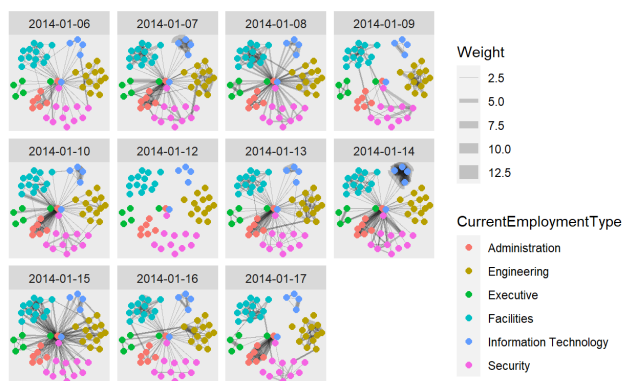 2014-01-06
2014-01-07
2014-01-08
2014-01-09
2014-01-10
2014-01-12
2014-01-13
2014-01-14
2014-01-15
2014-01-16
2014-01-17
Weight
2.5
5.0
7.5
10.0
12.5
CurrentEmploymentType
Administration
Engineering
Executive
Facilities
Information Technology
Security